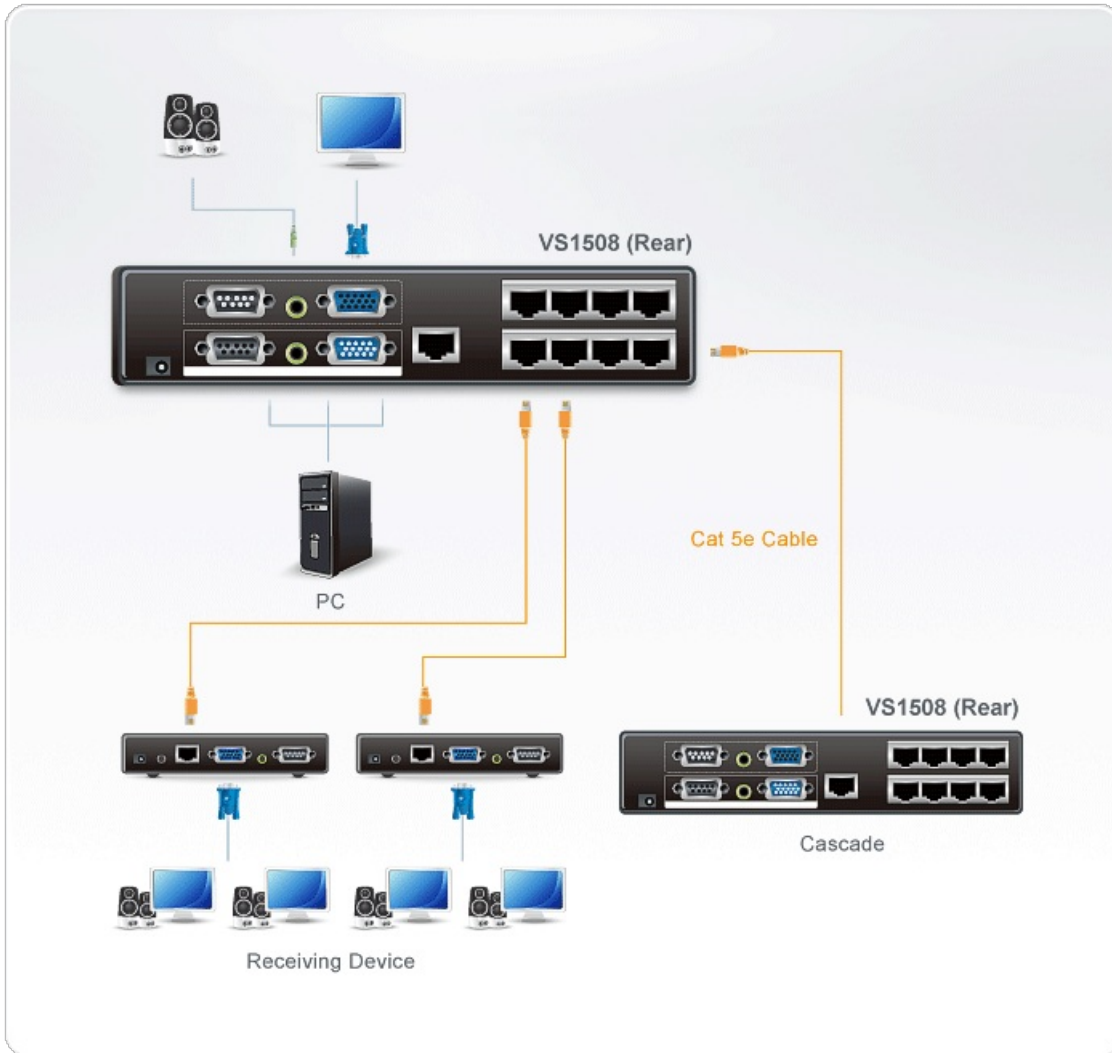 VS1508 (Rear)
Cat 5e Cable
PC
VS1508 (Rear)
Cascade
Receiving Device